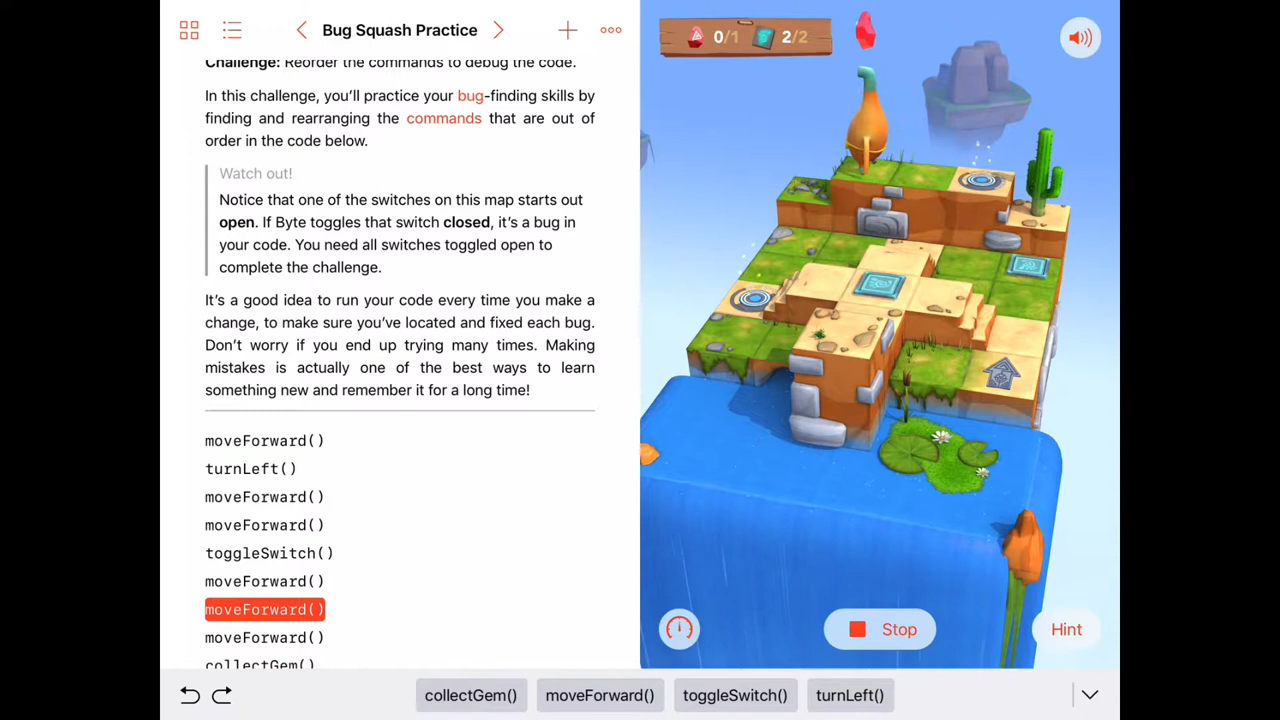 Bug Squash Practice
Challenge: Reorder the commands to debug the code.
In this challenge, you’ll practice your bug-finding skills by
finding and rearranging the commands that are out of
order in the code below.
Watch out!
Notice that one of the switches on this map starts out
open. If Byte toggles that switch closed, it’s a bug in
your code. You need all switches toggled open to
complete the challenge.
It’s a good idea to run your code every time you make a
change, to make sure you’ve located and fixed each bug.
Don’t worry if you end up trying many times. Making
mistakes is actually one of the best ways to learn
something new and remember it for a long time!
moveForward()
turnLeft()
moveForward()
moveForward()
toggleSwitch()
moveForward()
moveForward()
moveForward()
collectGem()
0/1 2/2
Stop
Hint
collectGem() moveForward() toggleSwitch() turnLeft()